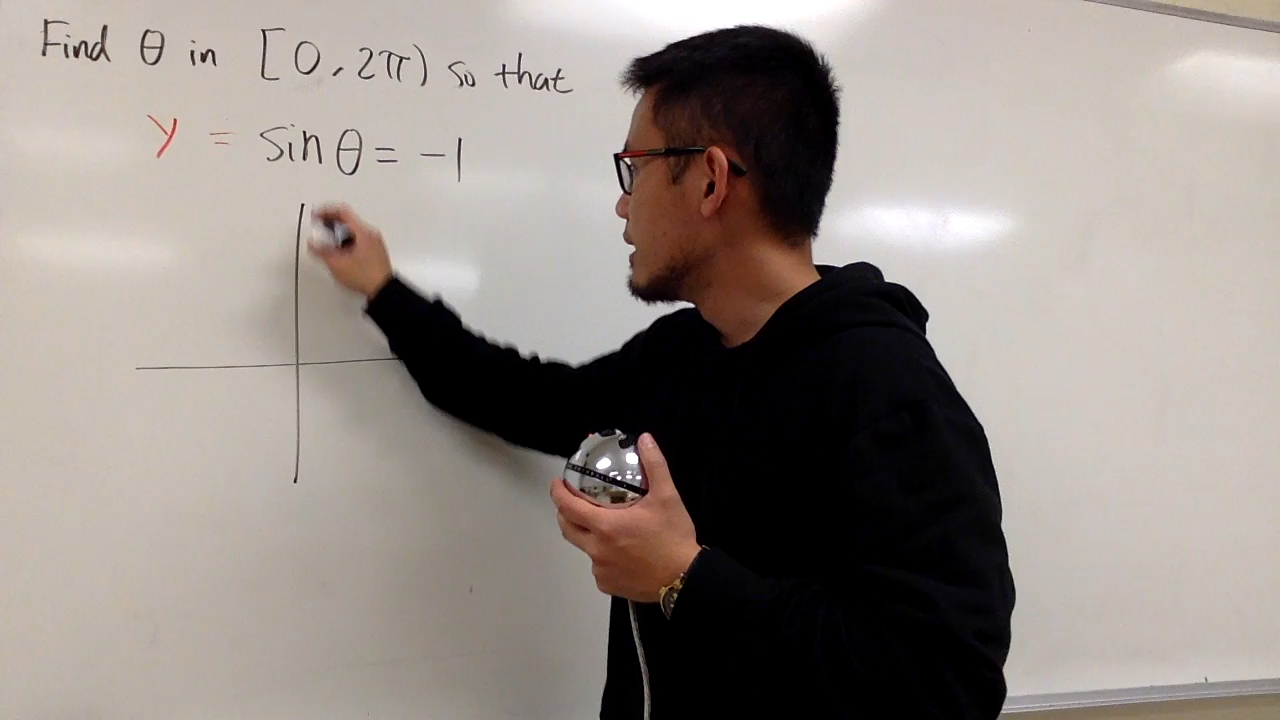 Find θ in [0, 2π) so that
y = sin θ = -1